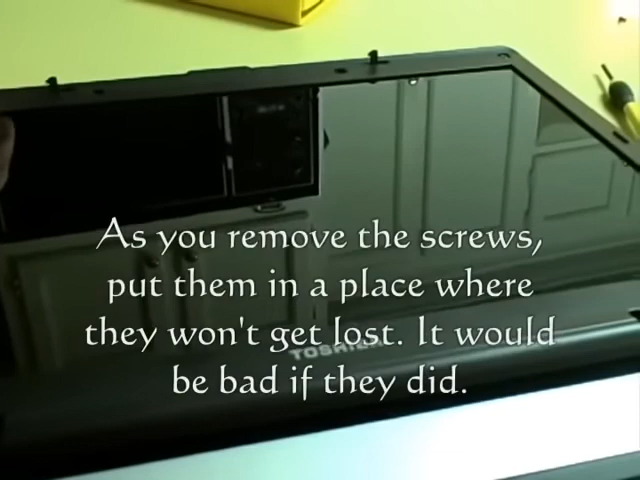 As you remove the screws,
put them in a place where
they won't get lost. It would
be bad if they did.
TOSHIBA